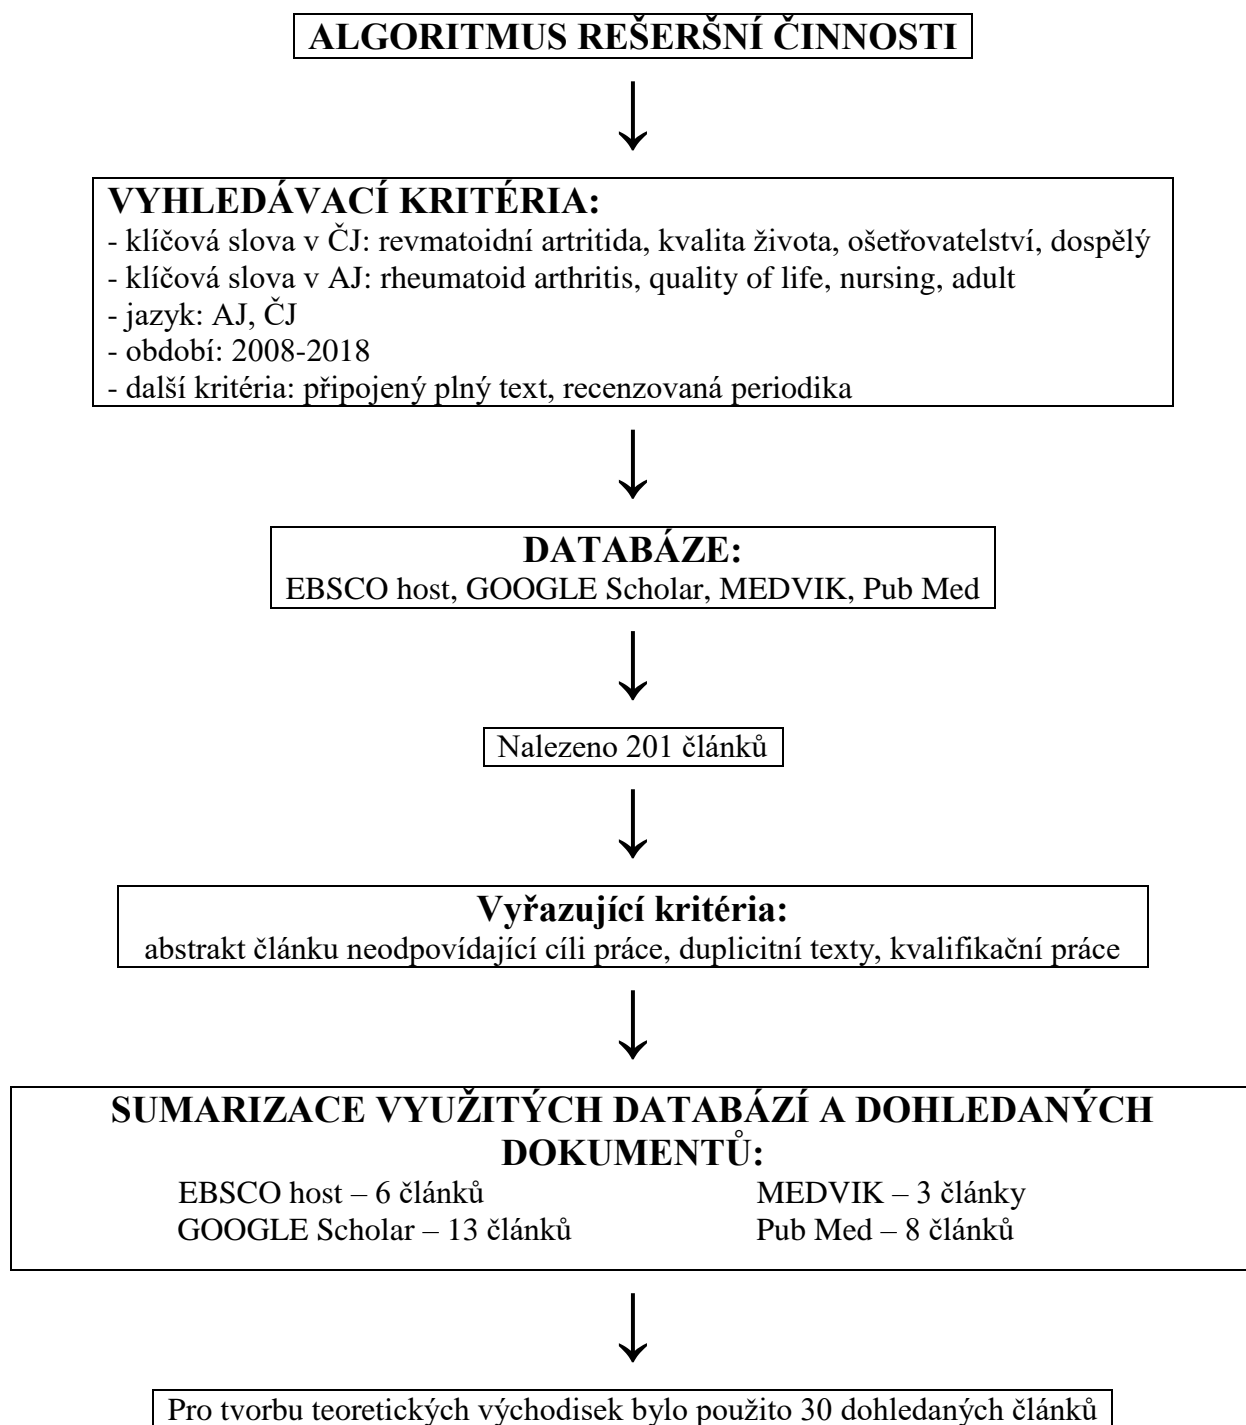 ALGORITMUS REŠERŠNÍ ČINNOSTI
VYHLEDÁVACÍ KRITÉRIA:
- klíčová slova v ČJ: revmatoidní artritida, kvalita života, ošetřovatelství, dospělý
- klíčová slova v AJ: rheumatoid arthritis, quality of life, nursing, adult
- jazyk: AJ, ČJ
- období: 2008-2018
- další kritéria: připojený plný text, recenzovaná periodika
DATABÁZE:
EBSCO host, GOOGLE Scholar, MEDVIK, Pub Med
Nalezeno 201 článků
Vyřazující kritéria:
abstrakt článku neodpovídající cíli práce, duplicitní texty, kvalifikační práce
SUMARIZACE VYUŽITÝCH DATABÁZÍ A DOHLEDANÝCH
DOKUMENTŮ:
EBSCO host – 6 článků MEDVIK – 3 články
GOOGLE Scholar – 13 článků Pub Med – 8 článků
Pro tvorbu teoretických východisek bylo použito 30 dohledaných článků